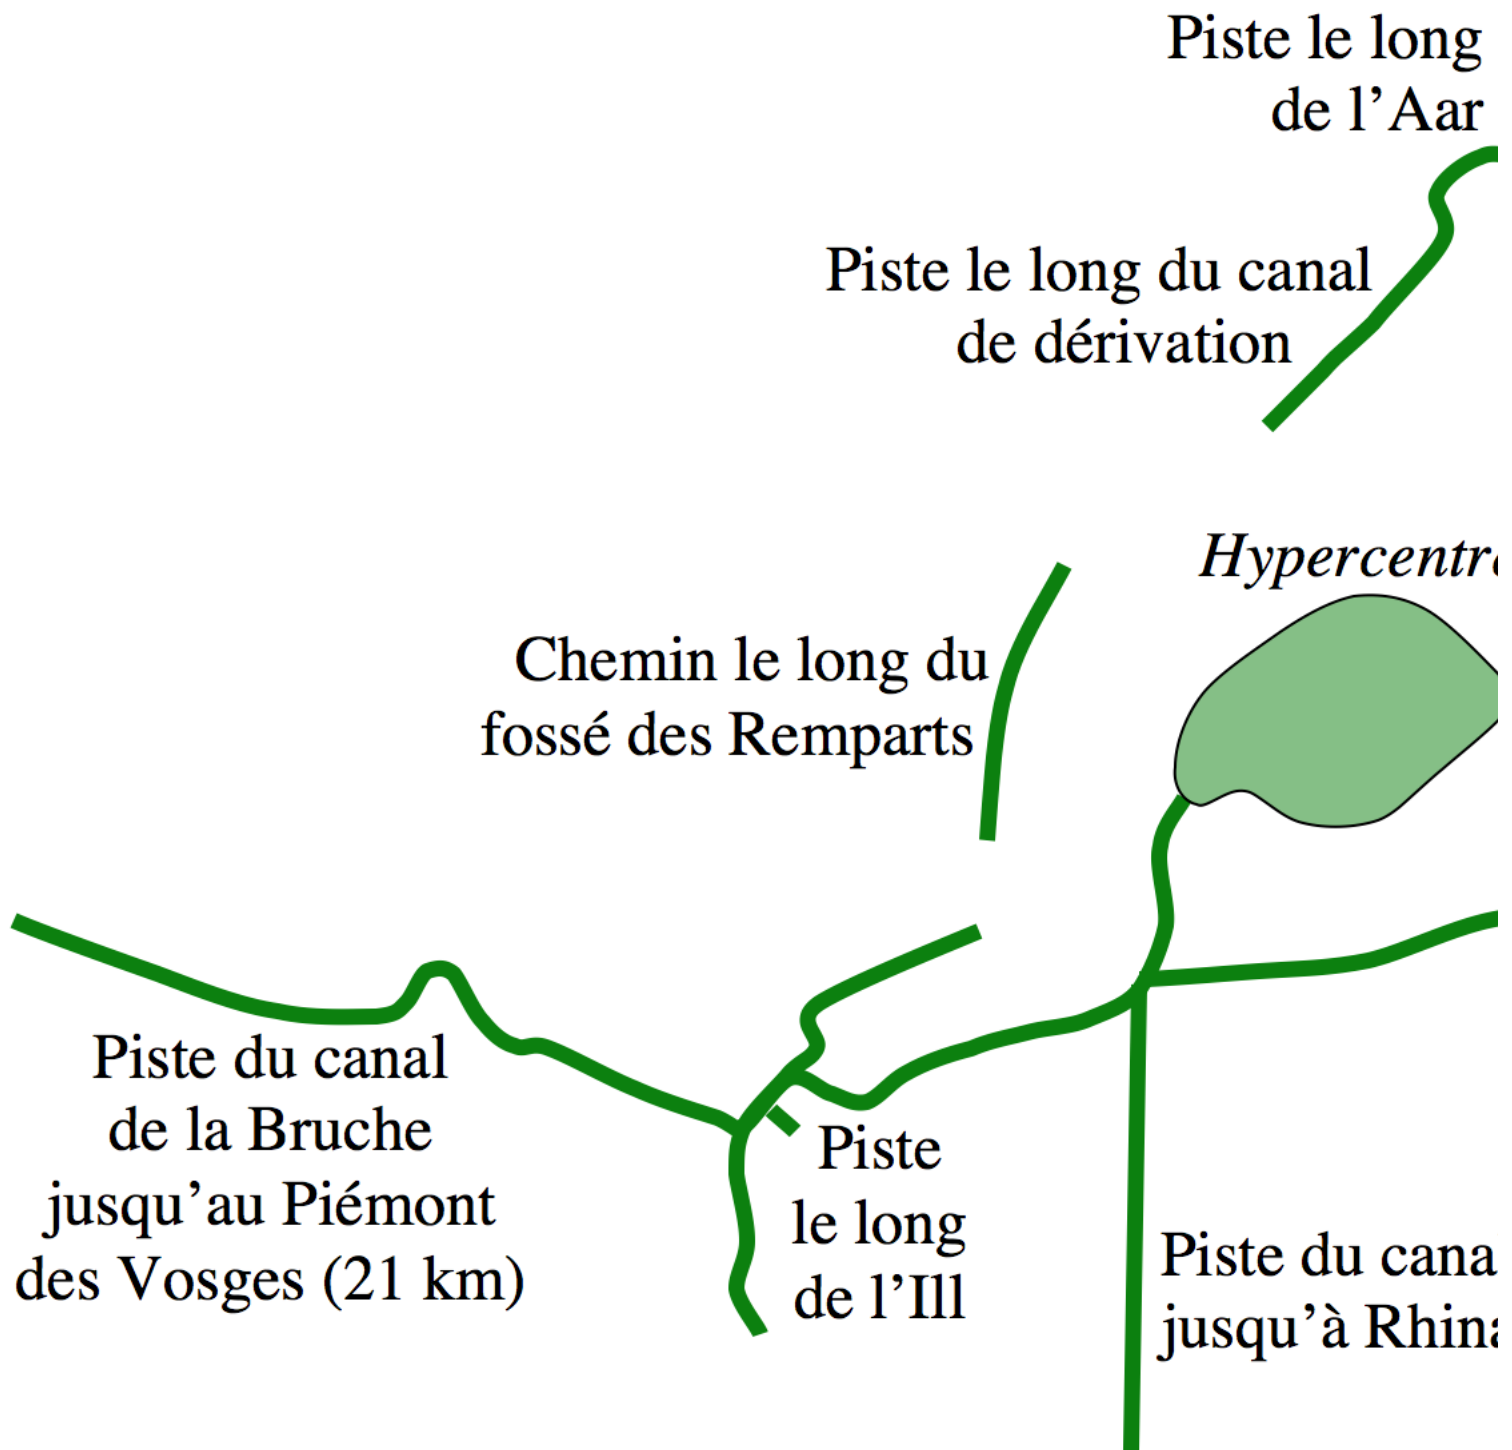 Piste le long
de l’Aar
Piste le long du canal
de dérivation
Hypercentre
Chemin le long du
fossé des Remparts
Piste du canal
de la Bruche
jusqu’au Piémont
des Vosges (21 km)
Piste
le long
de l’Ill
Piste du cana
jusqu’à Rhina